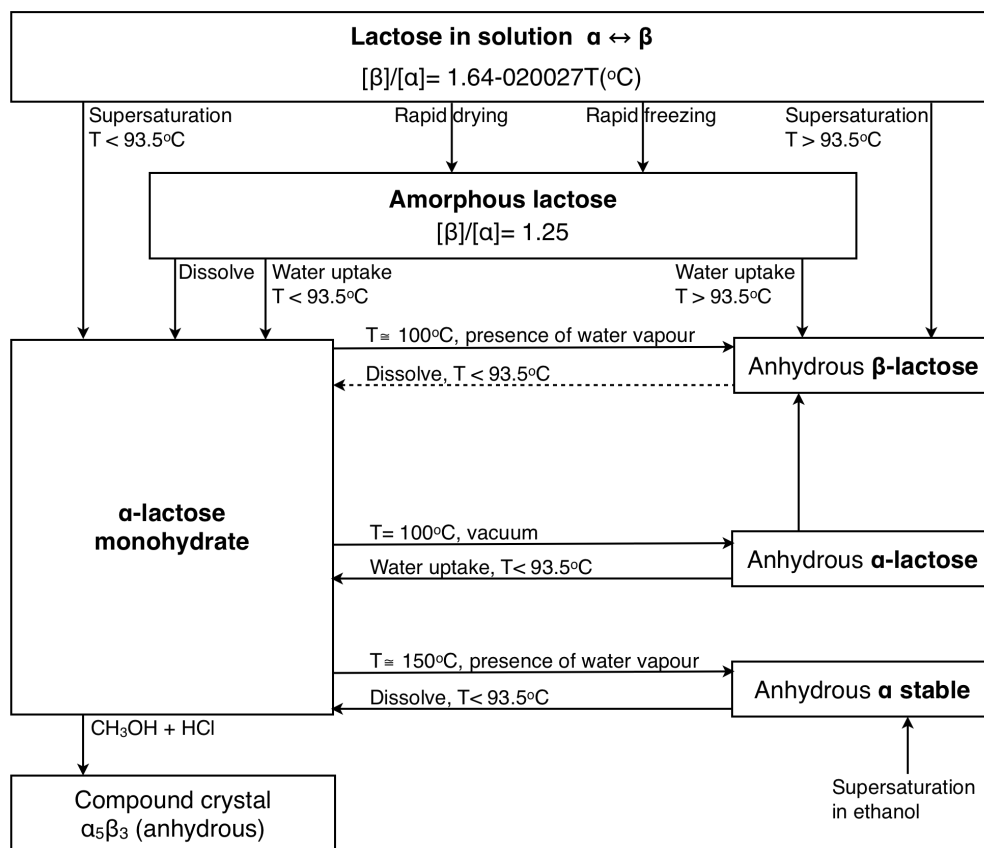 Lactose in solution α ↔ β
[β]/[α]= 1.64-020027T(ºC)
Supersaturation
T < 93.5ºC
Rapid drying
Rapid freezing
Supersaturation
T > 93.5ºC
Amorphous lactose
[β]/[α]= 1.25
Dissolve
Water uptake
T < 93.5ºC
Water uptake
T > 93.5ºC
T≅ 100ºC, presence of water vapour
Dissolve, T < 93.5ºC
Anhydrous β-lactose
α-lactose
monohydrate
T= 100ºC, vacuum
Water uptake, T< 93.5ºC
Anhydrous α-lactose
T≅ 150ºC, presence of water vapour
Dissolve, T< 93.5ºC
Anhydrous α stable
CH₃OH + HCl
Supersaturation
in ethanol
Compound crystal
α₅β₃ (anhydrous)